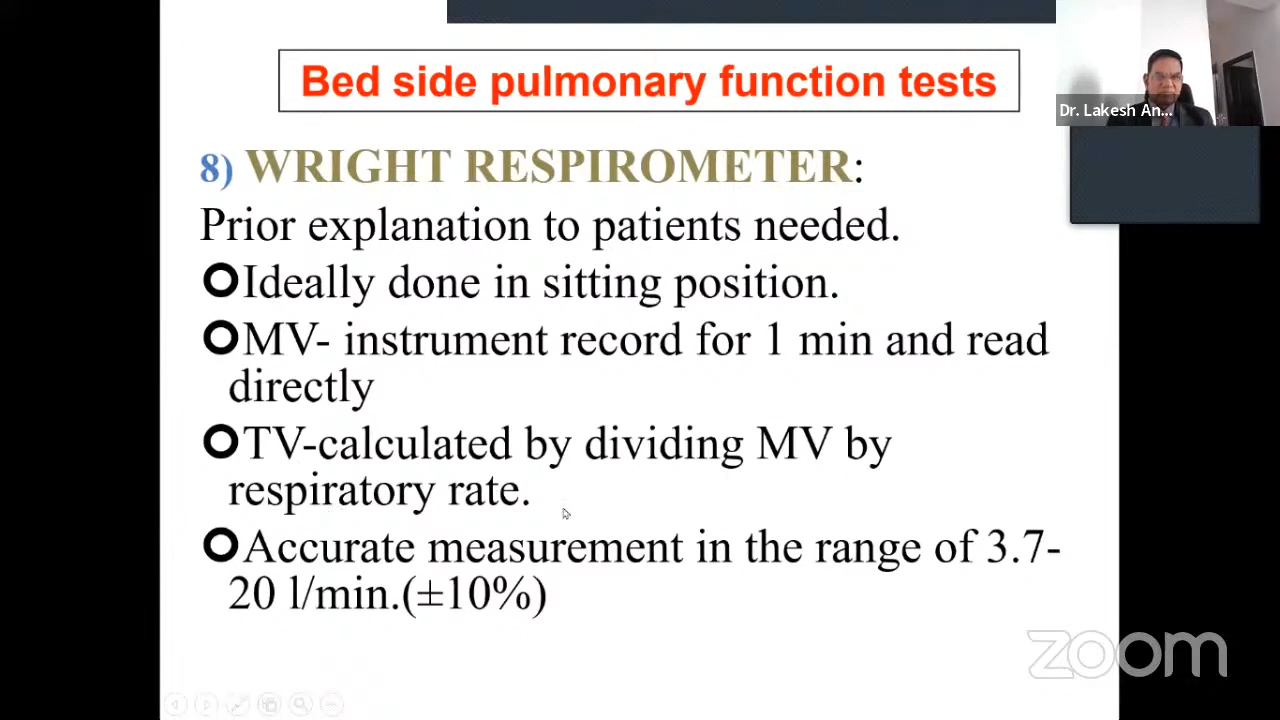 Bed side pulmonary function tests
Dr. Lakesh An...
8) WRIGHT RESPIROMETER:
Prior explanation to patients needed.
Ideally done in sitting position.
MV- instrument record for 1 min and read
directly
TV-calculated by dividing MV by
respiratory rate.
Accurate measurement in the range of 3.7-
20 l/min.(±10%)
zoom